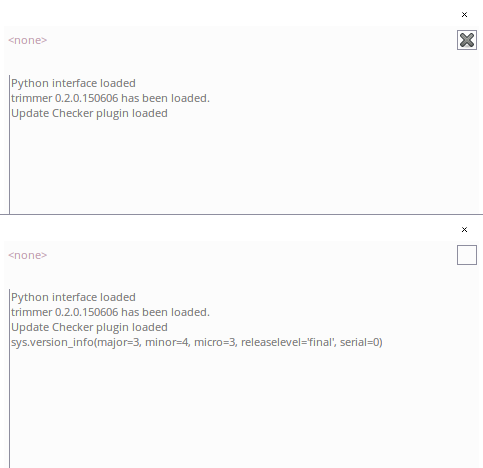 <none>
Python interface loaded
trimmer 0.2.0.150606 has been loaded.
Update Checker plugin loaded
<none>
Python interface loaded
trimmer 0.2.0.150606 has been loaded.
Update Checker plugin loaded
sys.version_info(major=3, minor=4, micro=3, releaselevel='final', serial=0)